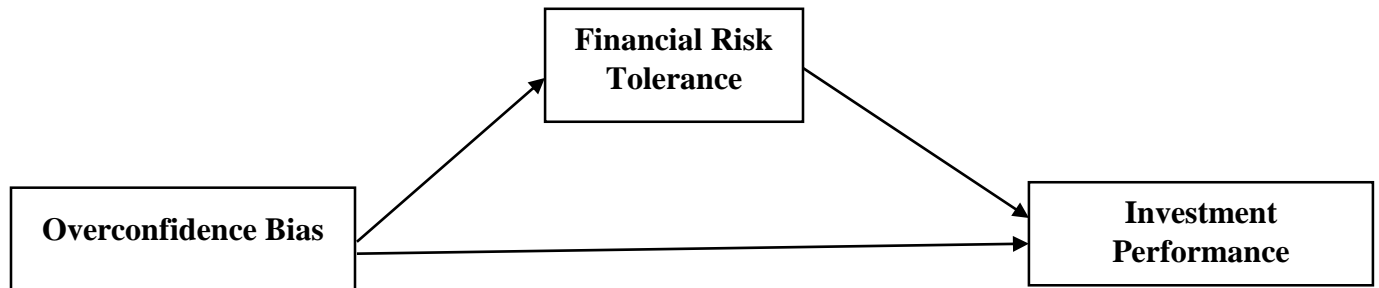 Financial Risk
Tolerance
Overconfidence Bias
Investment
Performance